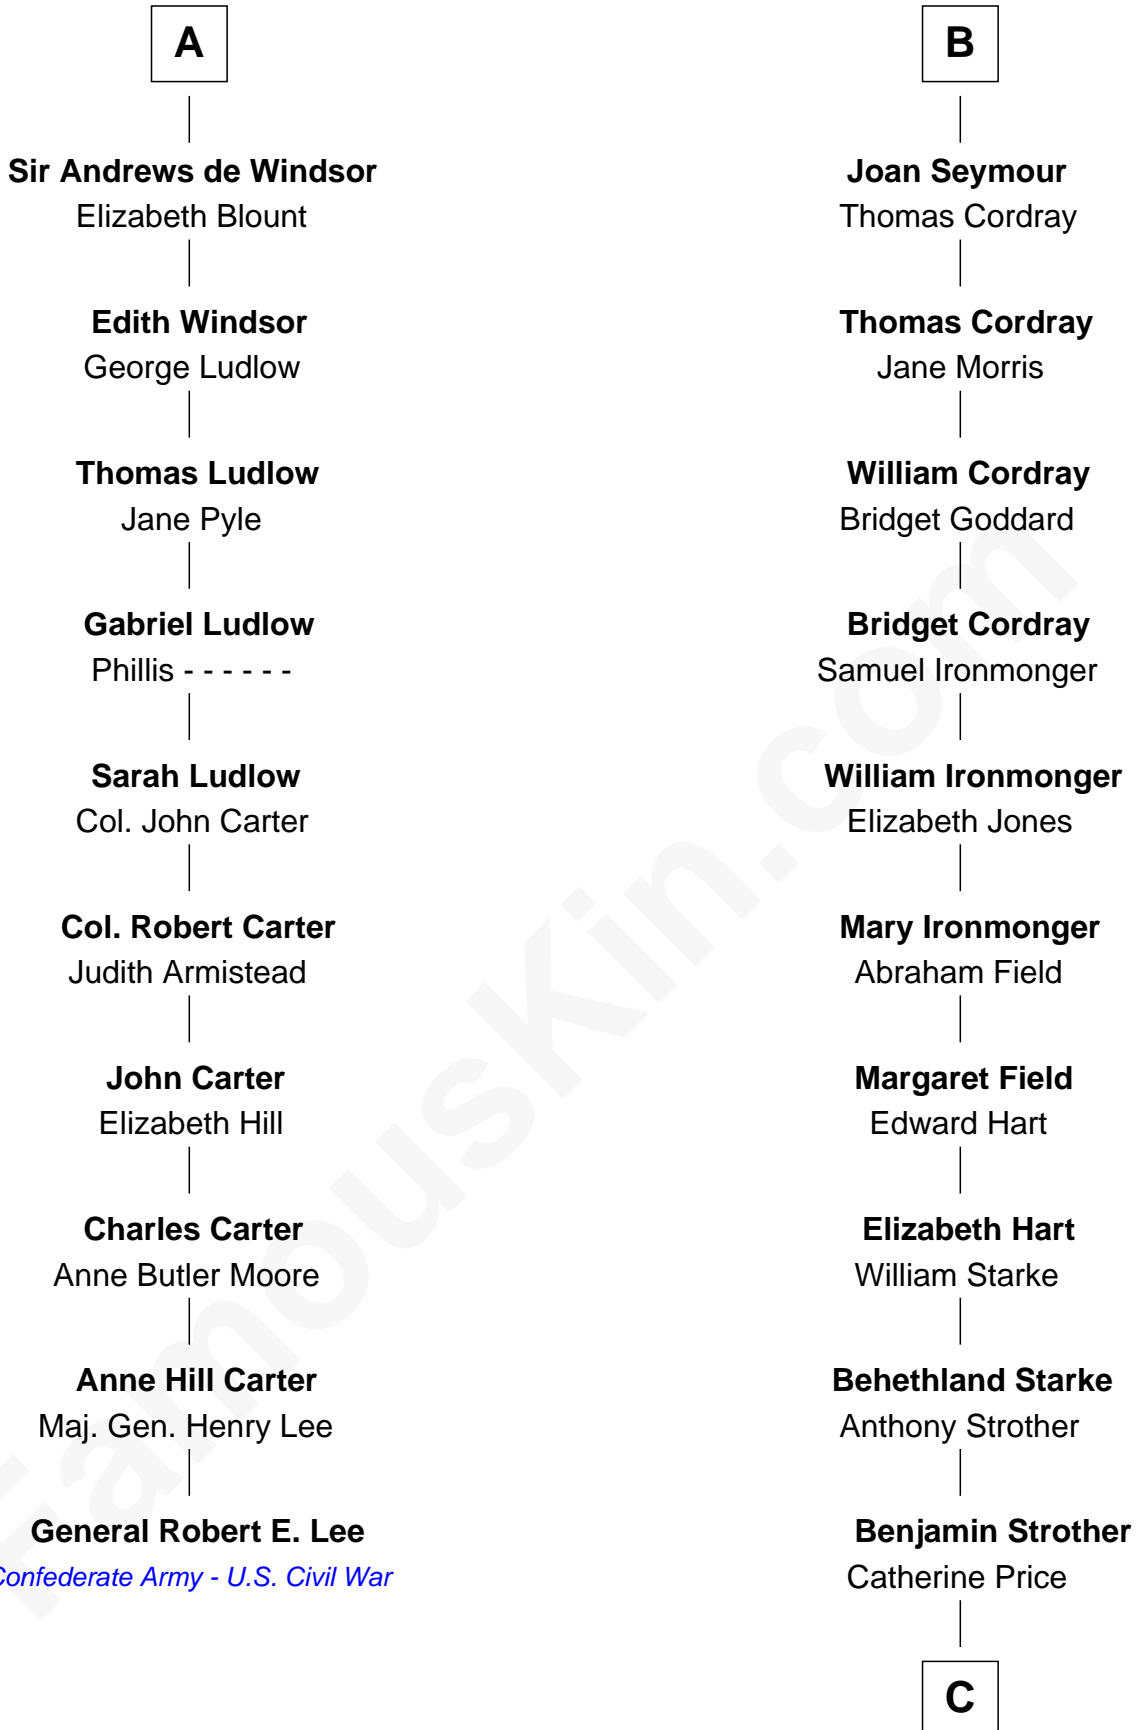 A
Sir Andrews de Windsor
Elizabeth Blount
Edith Windsor
George Ludlow
Thomas Ludlow
Jane Pyle
Gabriel Ludlow
Phillis - - - - - -
Sarah Ludlow
Col. John Carter
Col. Robert Carter
Judith Armistead
John Carter
Elizabeth Hill
Charles Carter
Anne Butler Moore
Anne Hill Carter
Maj. Gen. Henry Lee
General Robert E. Lee
Confederate Army - U.S. Civil War
B
Joan Seymour
Thomas Cordray
Thomas Cordray
Jane Morris
William Cordray
Bridget Goddard
Bridget Cordray
Samuel Ironmonger
William Ironmonger
Elizabeth Jones
Mary Ironmonger
Abraham Field
Margaret Field
Edward Hart
Elizabeth Hart
William Starke
Behethland Starke
Anthony Strother
Benjamin Strother
Catherine Price
C
FamousKin.com